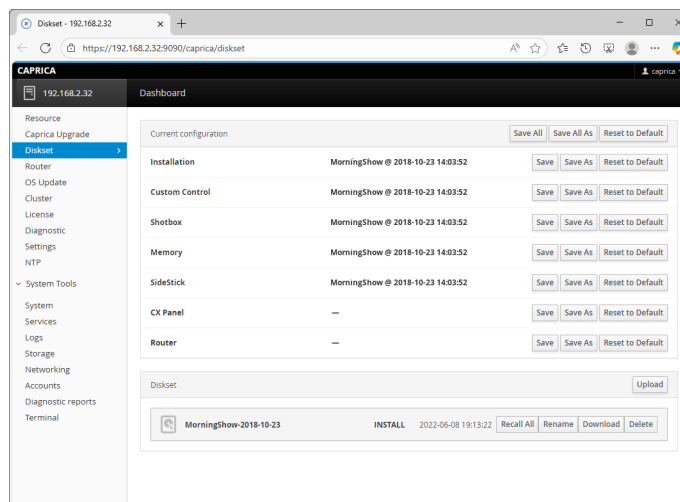 Diskset - 192.168.2.32
https://192.168.2.32:9090/caprica/diskset
CAPRICA
caprica
192.168.2.32
Dashboard
Resource
Caprica Upgrade
Diskset
Router
OS Update
Cluster
License
Diagnostic
Settings
NTP
System Tools
System
Services
Logs
Storage
Networking
Accounts
Diagnostic reports
Terminal
Current configuration Save All Save All As Reset to Default
Installation MorningShow @ 2018-10-23 14:03:52 Save Save As Reset to Default
Custom Control MorningShow @ 2018-10-23 14:03:52 Save Save As Reset to Default
Shotbox MorningShow @ 2018-10-23 14:03:52 Save Save As Reset to Default
Memory MorningShow @ 2018-10-23 14:03:52 Save Save As Reset to Default
SideStick MorningShow @ 2018-10-23 14:03:52 Save Save As Reset to Default
CX Panel — Save Save As Reset to Default
Router — Save Save As Reset to Default
Diskset Upload
MorningShow-2018-10-23 INSTALL 2022-06-08 19:13:22 Recall All Rename Download Delete